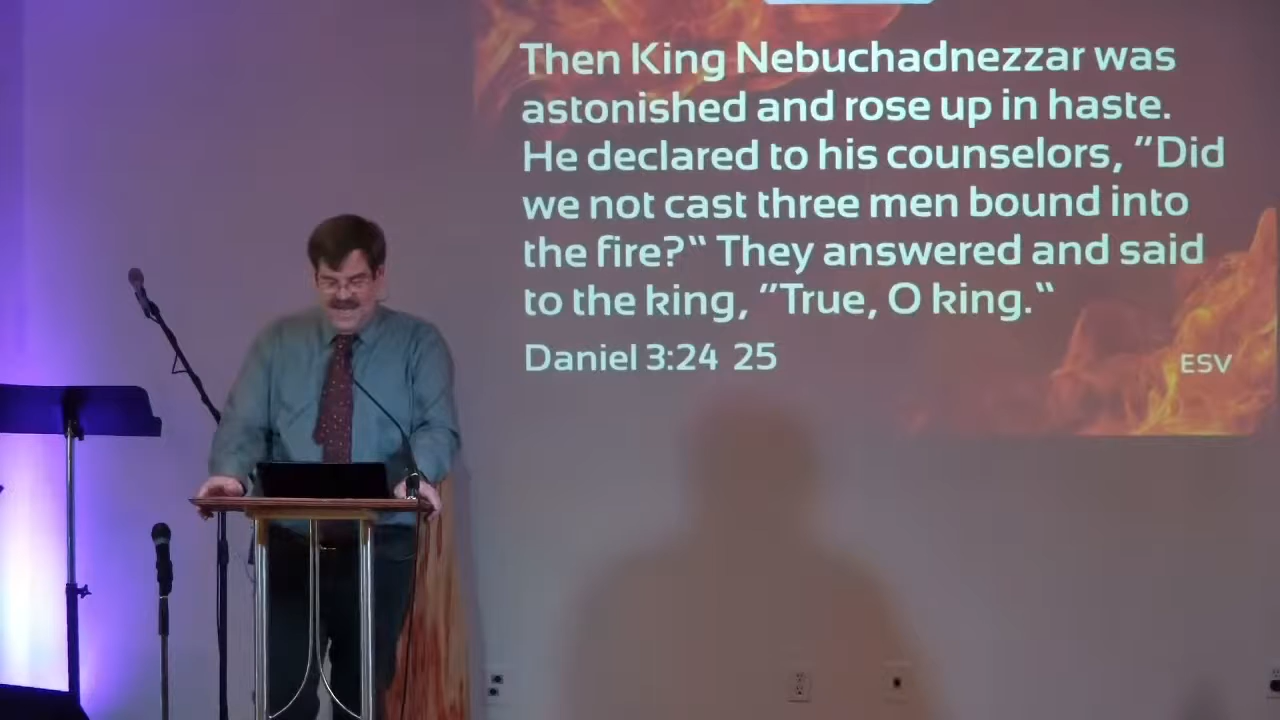 Then King Nebuchadnezzar was
astonished and rose up in haste.
He declared to his counselors, "Did
we not cast three men bound into
the fire?" They answered and said
to the king, "True, O king."
Daniel 3:24 25
ESV